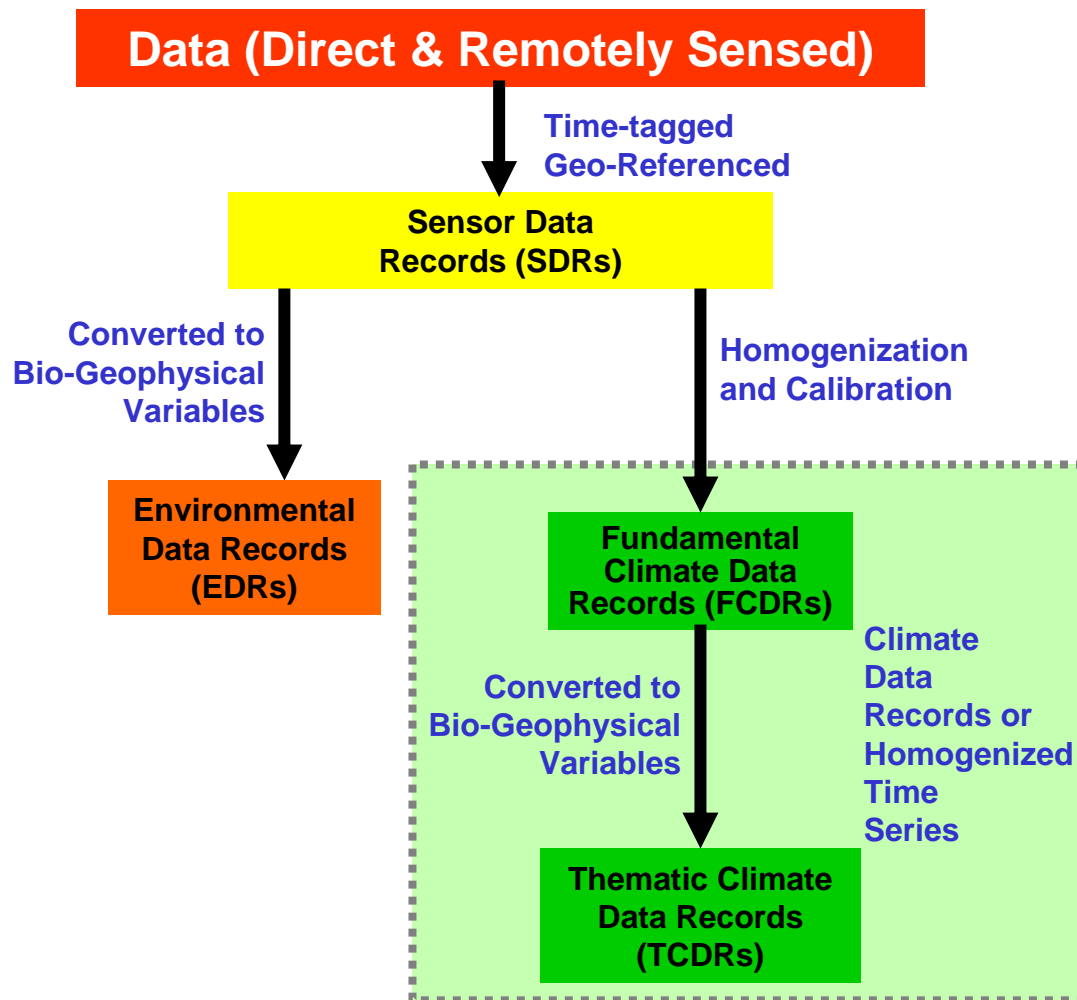 Data (Direct & Remotely Sensed)
Time-tagged
Geo-Referenced
Sensor Data
Records (SDRs)
Converted to
Bio-Geophysical
Variables
Homogenization
and Calibration
Environmental
Data Records
(EDRs)
Fundamental
Climate Data
Records (FCDRs)
Converted to
Bio-Geophysical
Variables
Climate
Data
Records or
Homogenized
Time
Series
Thematic Climate
Data Records
(TCDRs)